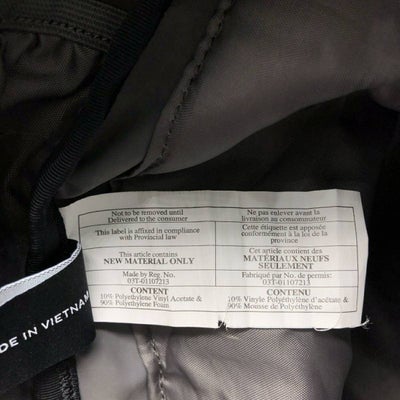 Not to be removed until
Delivered to the consumer
This label is affixed in compliance
with Provincial law
This article contains
NEW MATERIAL ONLY
Made by Reg. No.
03T-01107213
CONTENT
10% Polyethylene Vinyl Acetate &
90% Polyethylene Foam
Ne pas enlever avant la
livraison au consommateur
Cette étiquette est apposée
conformément à la loi de la
province
Cet article contient des
MATÉRIAUX NEUFS
SEULEMENT
Fabriqué par No. de permis:
03T-01107213
CONTENU
10% Vinyle Polyéthylène d'acétate &
90% Mousse de Polyéthylène
DE IN VIETNAM